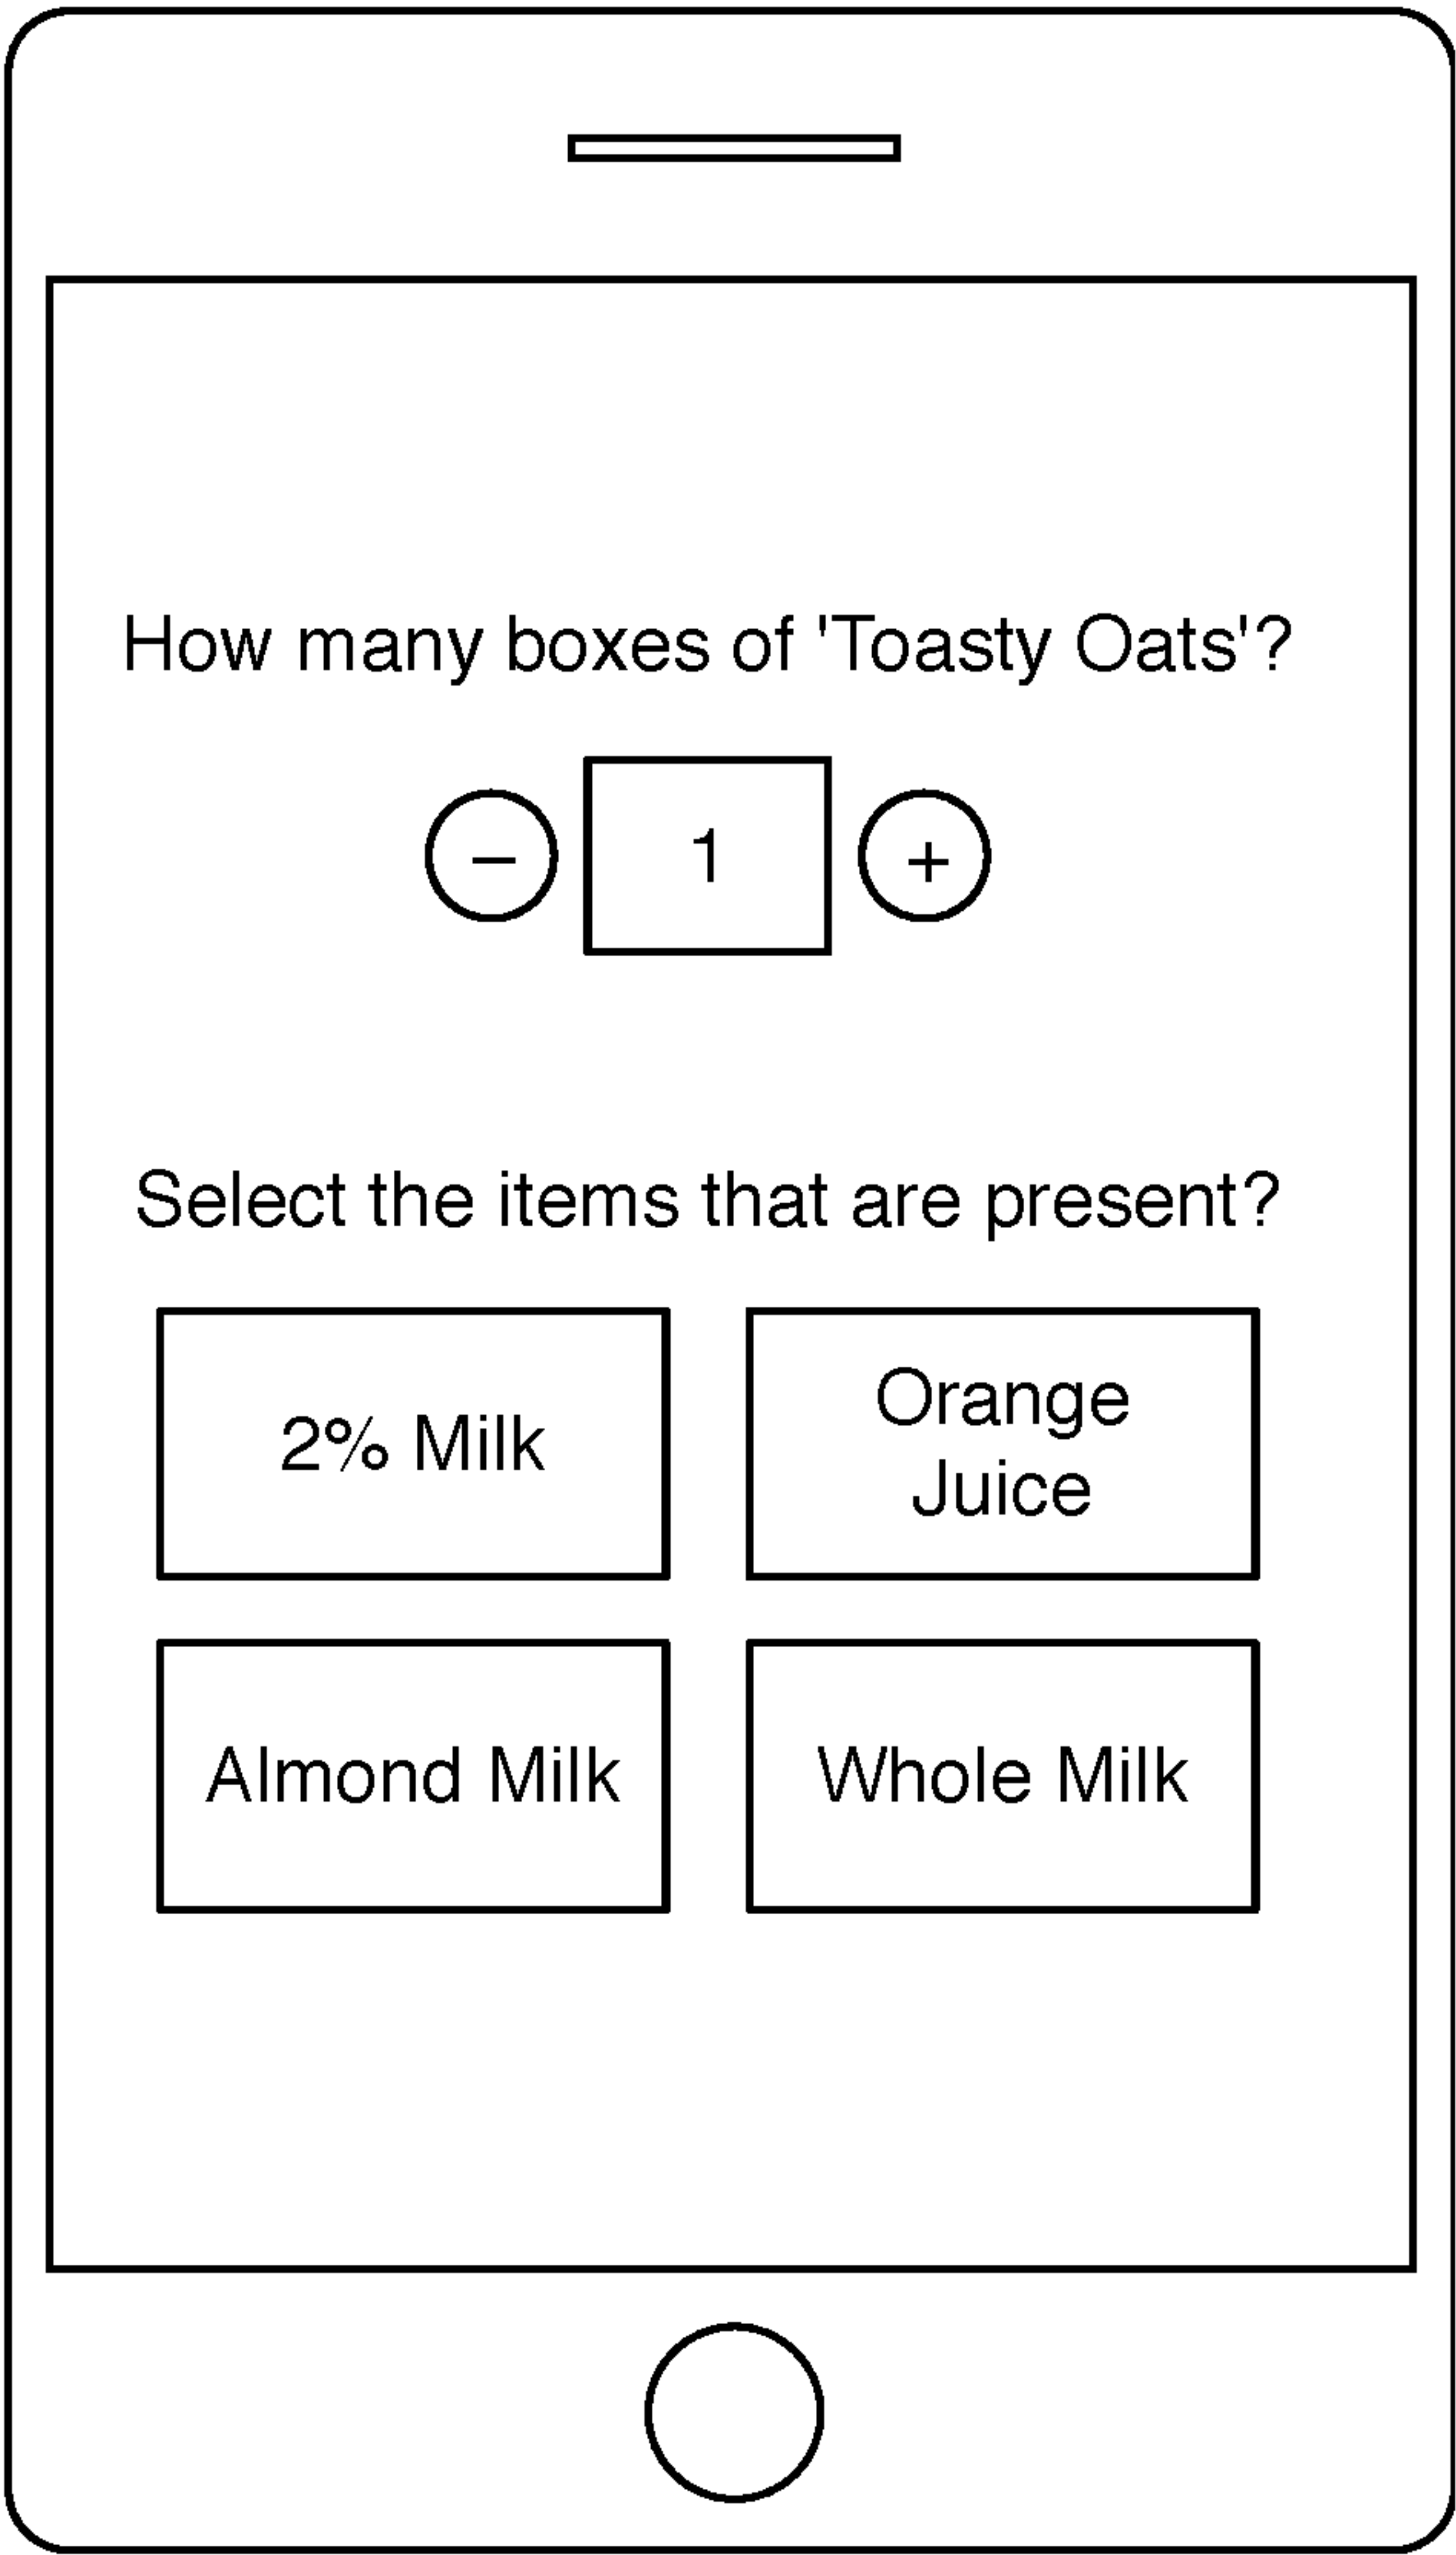 How many boxes of 'Toasty Oats'?
– 1 +
Select the items that are present?
2% Milk
Orange
Juice
Almond Milk
Whole Milk